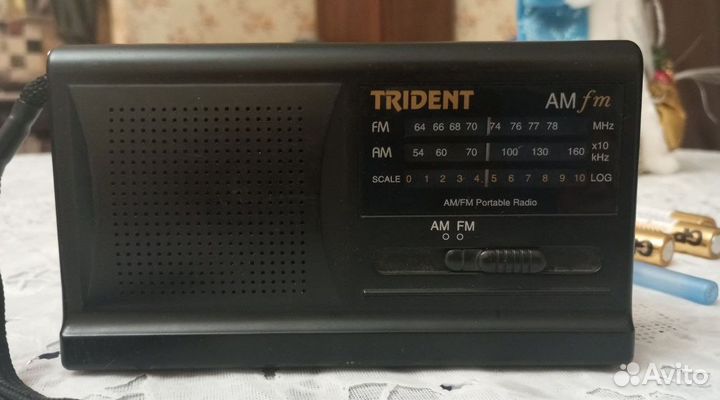 TRIDENT AM fm
FM 64 66 68 70 74 76 77 78 MHz
AM 54 60 70 100 130 160 x10 kHz
SCALE 0 1 2 3 4 5 6 7 8 9 10 LOG
AM/FM Portable Radio
AM FM
GP
Avito